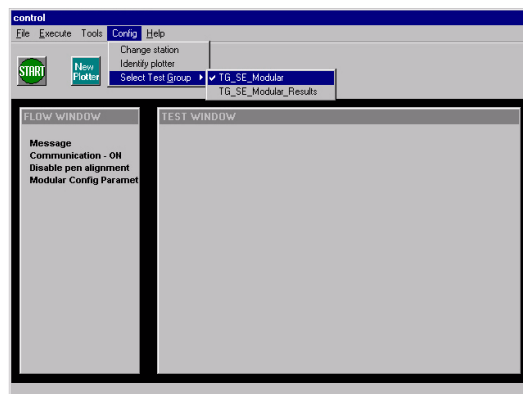 control
File Execute Tools Config Help
Change station
Identify plotter
Select Test Group
TG_SE_Modular
TG_SE_Modular_Results
START
New
Plotter
FLOW WINDOW
Message
Communication - ON
Disable pen alignment
Modular Config Paramet
TEST WINDOW